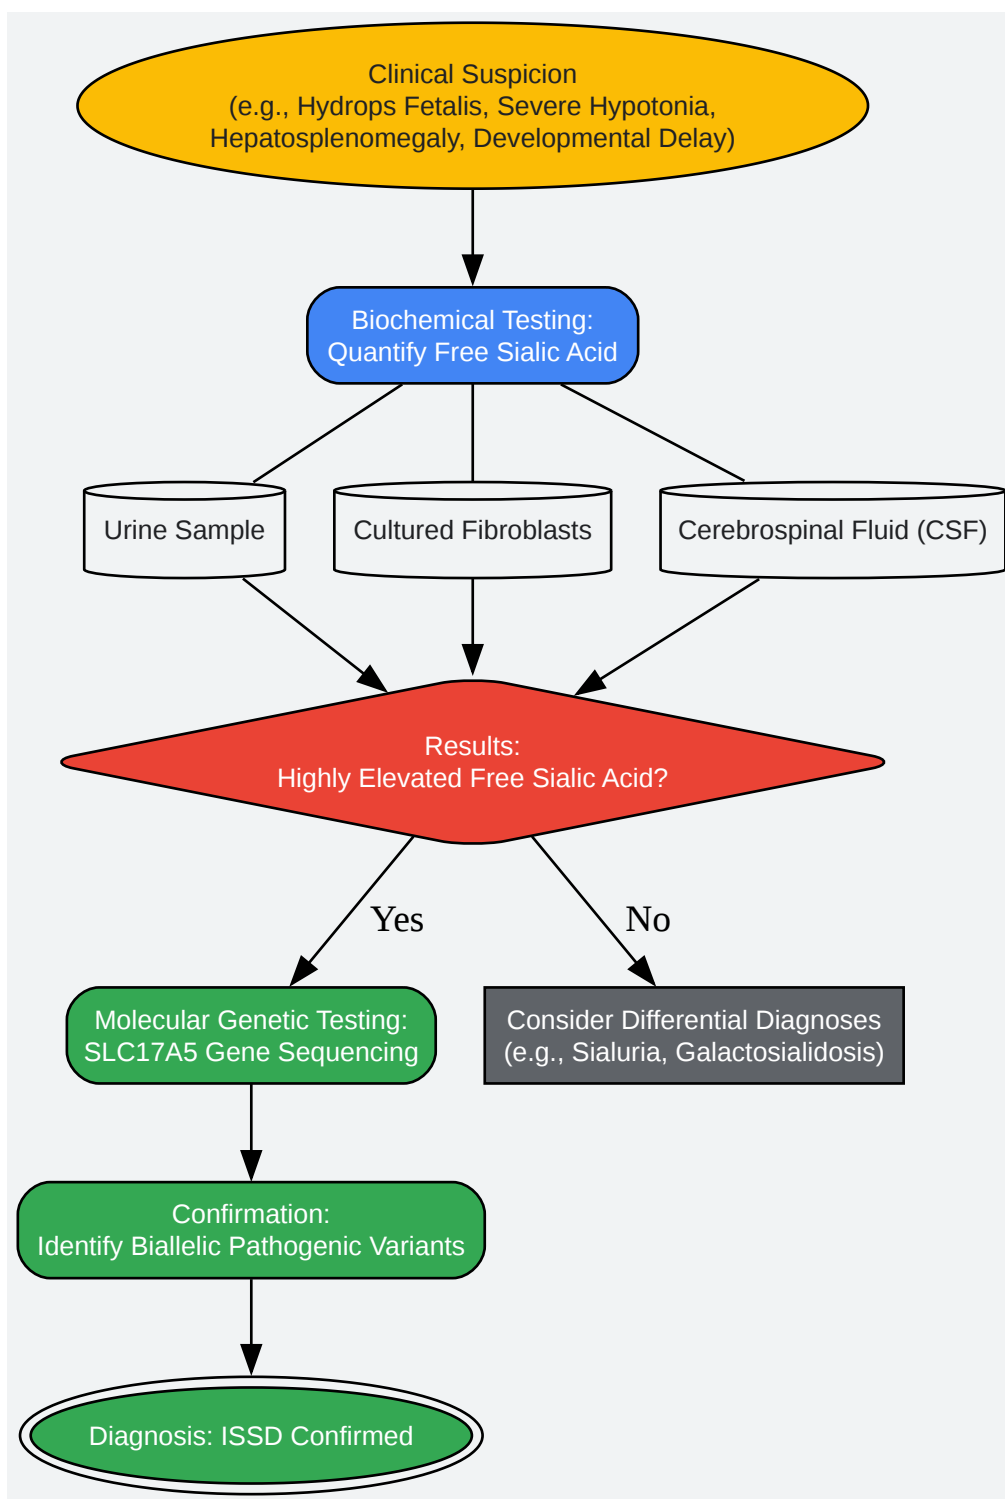 Clinical Suspicion
(e.g., Hydrops Fetalis, Severe Hypotonia,
Hepatosplenomegaly, Developmental Delay)
Biochemical Testing:
Quantify Free Sialic Acid
Urine Sample
Cultured Fibroblasts
Cerebrospinal Fluid (CSF)
Results:
Highly Elevated Free Sialic Acid?
Yes
No
Molecular Genetic Testing:
SLC17A5 Gene Sequencing
Consider Differential Diagnoses
(e.g., Sialuria, Galactosialidosis)
Confirmation:
Identify Biallelic Pathogenic Variants
Diagnosis: ISSD Confirmed